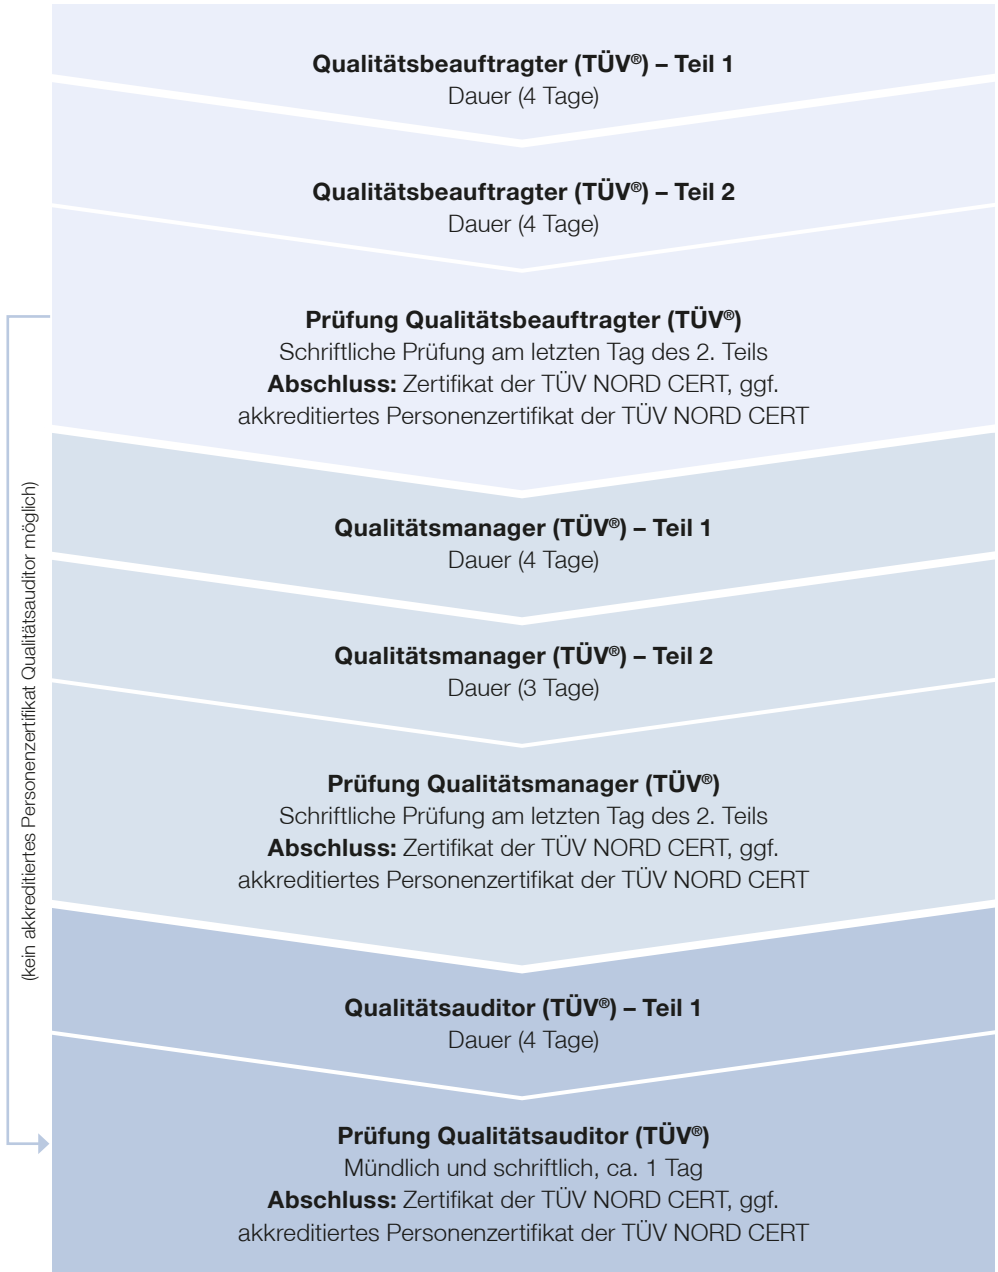 Qualitätsbeauftragter (TÜV®) – Teil 1
Dauer (4 Tage)
Qualitätsbeauftragter (TÜV®) – Teil 2
Dauer (4 Tage)
Prüfung Qualitätsbeauftragter (TÜV®)
Schriftliche Prüfung am letzten Tag des 2. Teils
Abschluss: Zertifikat der TÜV NORD CERT, ggf.
akkreditiertes Personenzertifikat der TÜV NORD CERT
(kein akkreditiertes Personenzertifikat Qualitätsauditor möglich)
Qualitätsmanager (TÜV®) – Teil 1
Dauer (4 Tage)
Qualitätsmanager (TÜV®) – Teil 2
Dauer (3 Tage)
Prüfung Qualitätsmanager (TÜV®)
Schriftliche Prüfung am letzten Tag des 2. Teils
Abschluss: Zertifikat der TÜV NORD CERT, ggf.
akkreditiertes Personenzertifikat der TÜV NORD CERT
Qualitätsauditor (TÜV®) – Teil 1
Dauer (4 Tage)
Prüfung Qualitätsauditor (TÜV®)
Mündlich und schriftlich, ca. 1 Tag
Abschluss: Zertifikat der TÜV NORD CERT, ggf.
akkreditiertes Personenzertifikat der TÜV NORD CERT